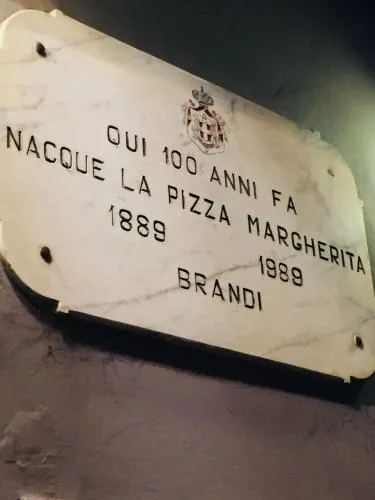 QUI 100 ANNI FA
NACQUE LA PIZZA MARGHERITA
1889 1989
BRANDI